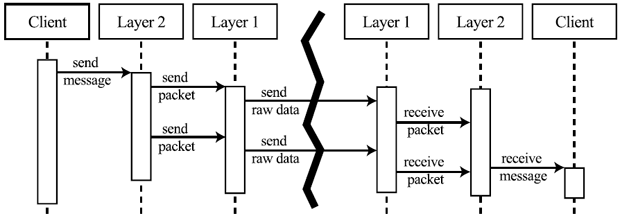 Client
Layer 2
Layer 1
Layer 1
Layer 2
Client
send
message
send
packet
send
raw data
receive
packet
send
packet
send
raw data
receive
packet
receive
message